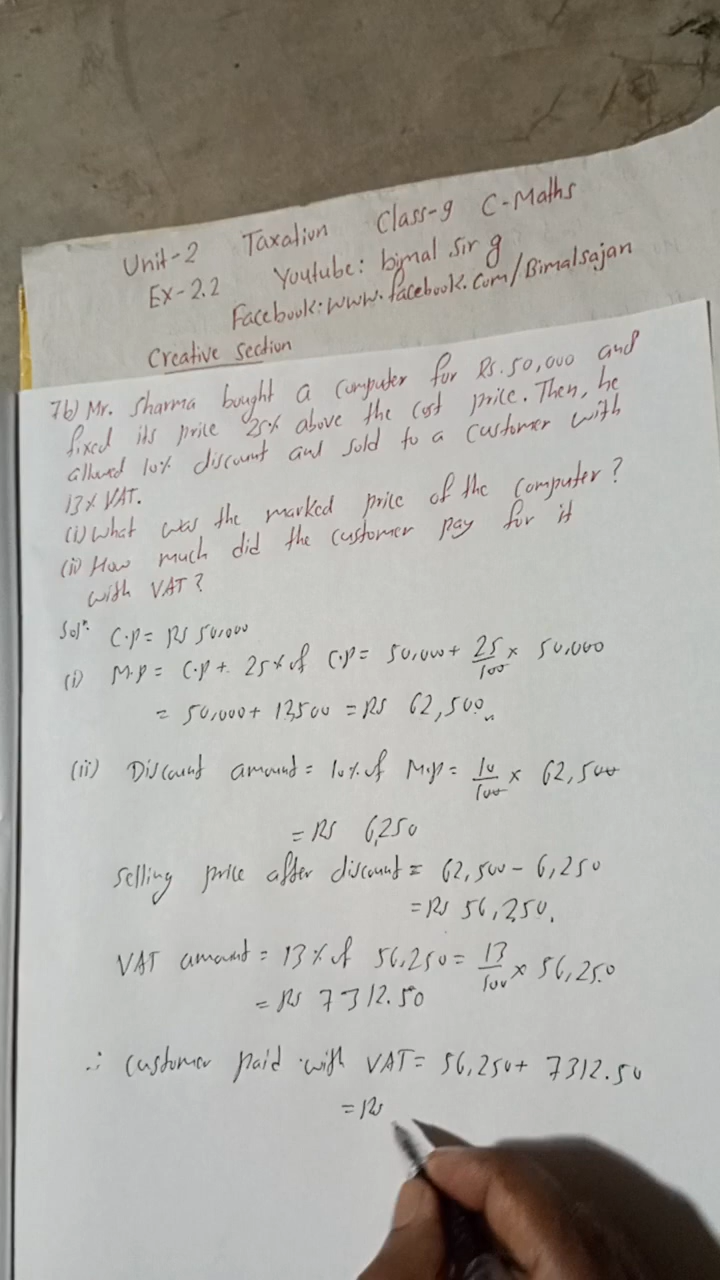 Unit-2 Taxation Class-9 C-Maths
Ex-2.2 Youtube: bimal sir g
Facebook: www.facebook.com/Bimalsajan
Creative Section
7b) Mr. Sharma bought a computer for Rs. 50,000 and
fixed its price 25% above the cost price. Then, he
allowed 10% discount and sold to a customer with
13% VAT.
(i) What was the marked price of the computer?
(ii) How much did the customer pay for it
with VAT?
Solⁿ: C.p = Rs 50,000
(i) M.p = C.p + 25% of C.p = 50,000 + 25/100 × 50,000
= 50,000 + 12,500 = Rs 62,500.
(ii) Discount amount = 10% of M.p = 10/100 × 62,500
= Rs 6,250
Selling price after discount = 62,500 - 6,250
= Rs 56,250.
VAT amount = 13% of 56,250 = 13/100 × 56,250
= Rs 7312.50
∴ Customer paid with VAT = 56,250 + 7312.50
= Rs